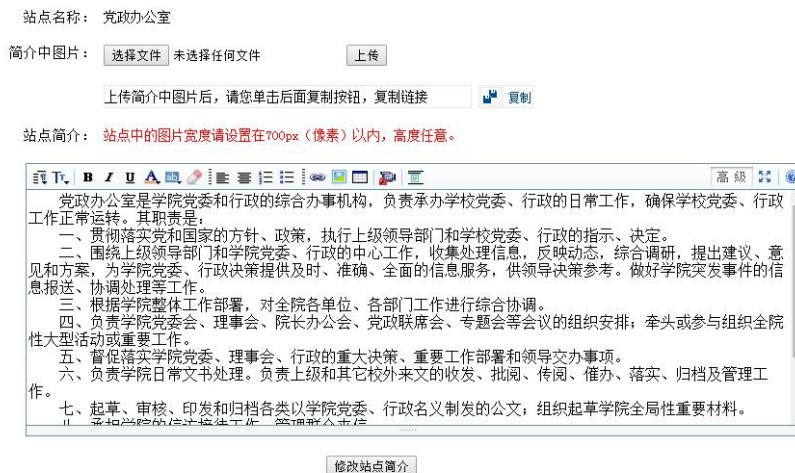 站点名称： 党政办公室
简介中图片： 选择文件 未选择任何文件 上传
上传简介中图片后，请您单击后面复制按钮，复制链接 复制
站点简介： 站点中的图片宽度请设置在700px（像素）以内，高度任意。
B I U A 高级
党政办公室是学院党委和行政的综合办事机构，负责承办学校党委、行政的日常工作，确保学校党委、行政
工作正常运转。其职责是：
一、贯彻落实党和国家的方针、政策，执行上级领导部门和学校党委、行政的指示、决定。
二、围绕上级领导部门和学院党委、行政的中心工作，收集处理信息，反映动态，综合调研，提出建议、意
见和方案，为学院党委、行政决策提供及时、准确、全面的信息服务，供领导决策参考。做好学院突发事件的信
息报送、协调处理等工作。
三、根据学院整体工作部署，对全院各单位、各部门工作进行综合协调。
四、负责学院党委会、理事会、院长办公会、党政联席会、专题会等会议的组织安排；牵头或参与组织全院
性大型活动或重要工作。
五、督促落实学院党委、理事会、行政的重大决策、重要工作部署和领导交办事项。
六、负责学院日常文书处理。负责上级和其它校外来文的收发、批阅、传阅、催办、落实、归档及管理工
作。
七、起草、审核、印发和归档各类以学院党委、行政名义制发的公文；组织起草学院全局性重要材料。
八、承担学院的信访接待工作，管理群众来信
修改站点简介